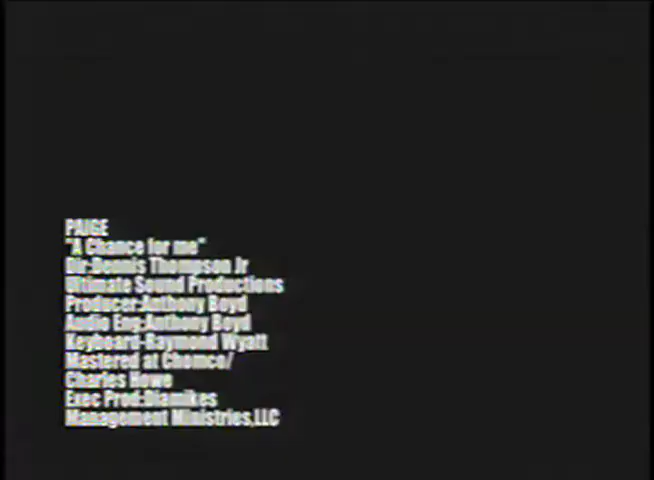 PAIGE
"A Chance for me"
Dir:Dennis Thompson Jr
Ultimate Sound Productions
Producer:Anthony Boyd
Audio Eng:Anthony Boyd
Keyboard-Raymond Wyatt
Mastered at Chomco/
Charles Howe
Exec Prod:Diamikes
Management Ministries,LLC